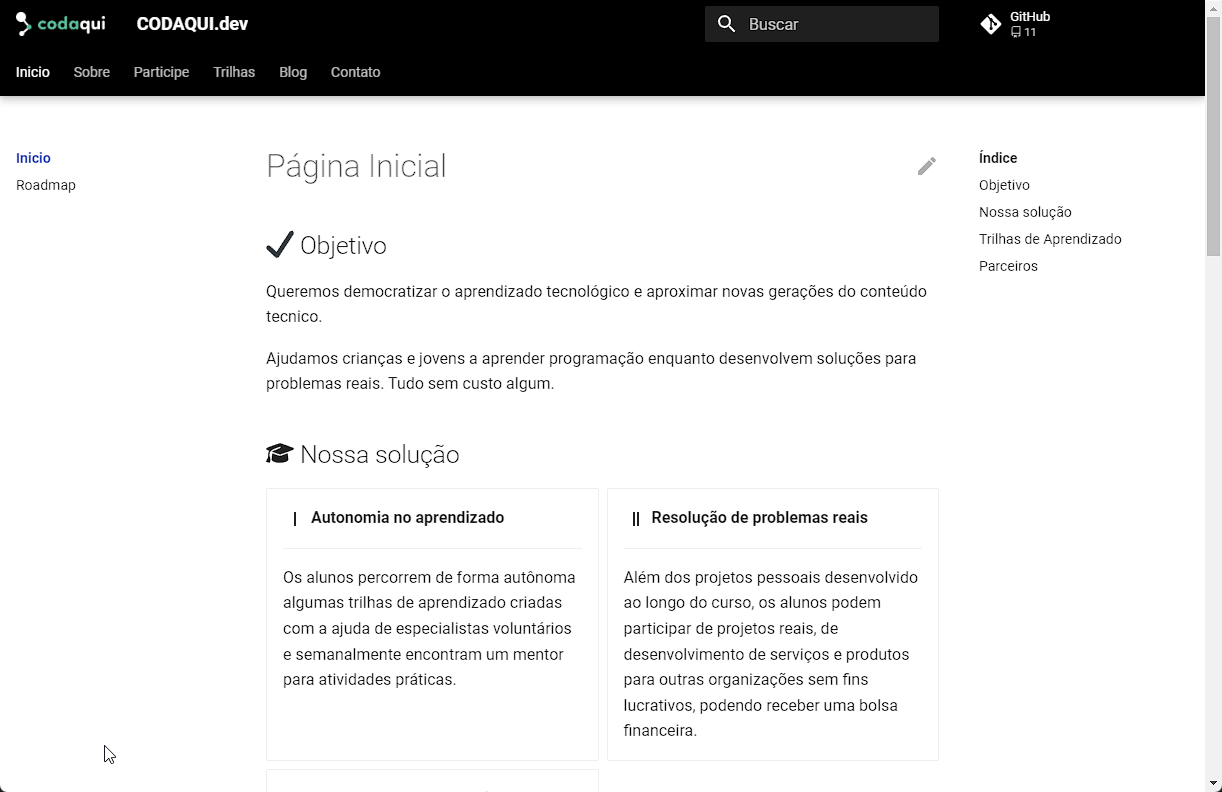 codaqui CODAQUI.dev Buscar GitHub
11
Inicio Sobre Participe Trilhas Blog Contato
Inicio
Roadmap
Página Inicial
Objetivo
Queremos democratizar o aprendizado tecnológico e aproximar novas gerações do conteúdo
tecnico.
Ajudamos crianças e jovens a aprender programação enquanto desenvolvem soluções para
problemas reais. Tudo sem custo algum.
Nossa solução
| Autonomia no aprendizado
Os alunos percorrem de forma autônoma
algumas trilhas de aprendizado criadas
com a ajuda de especialistas voluntários
e semanalmente encontram um mentor
para atividades práticas.
|| Resolução de problemas reais
Além dos projetos pessoais desenvolvido
ao longo do curso, os alunos podem
participar de projetos reais, de
desenvolvimento de serviços e produtos
para outras organizações sem fins
lucrativos, podendo receber uma bolsa
financeira.
Índice
Objetivo
Nossa solução
Trilhas de Aprendizado
Parceiros